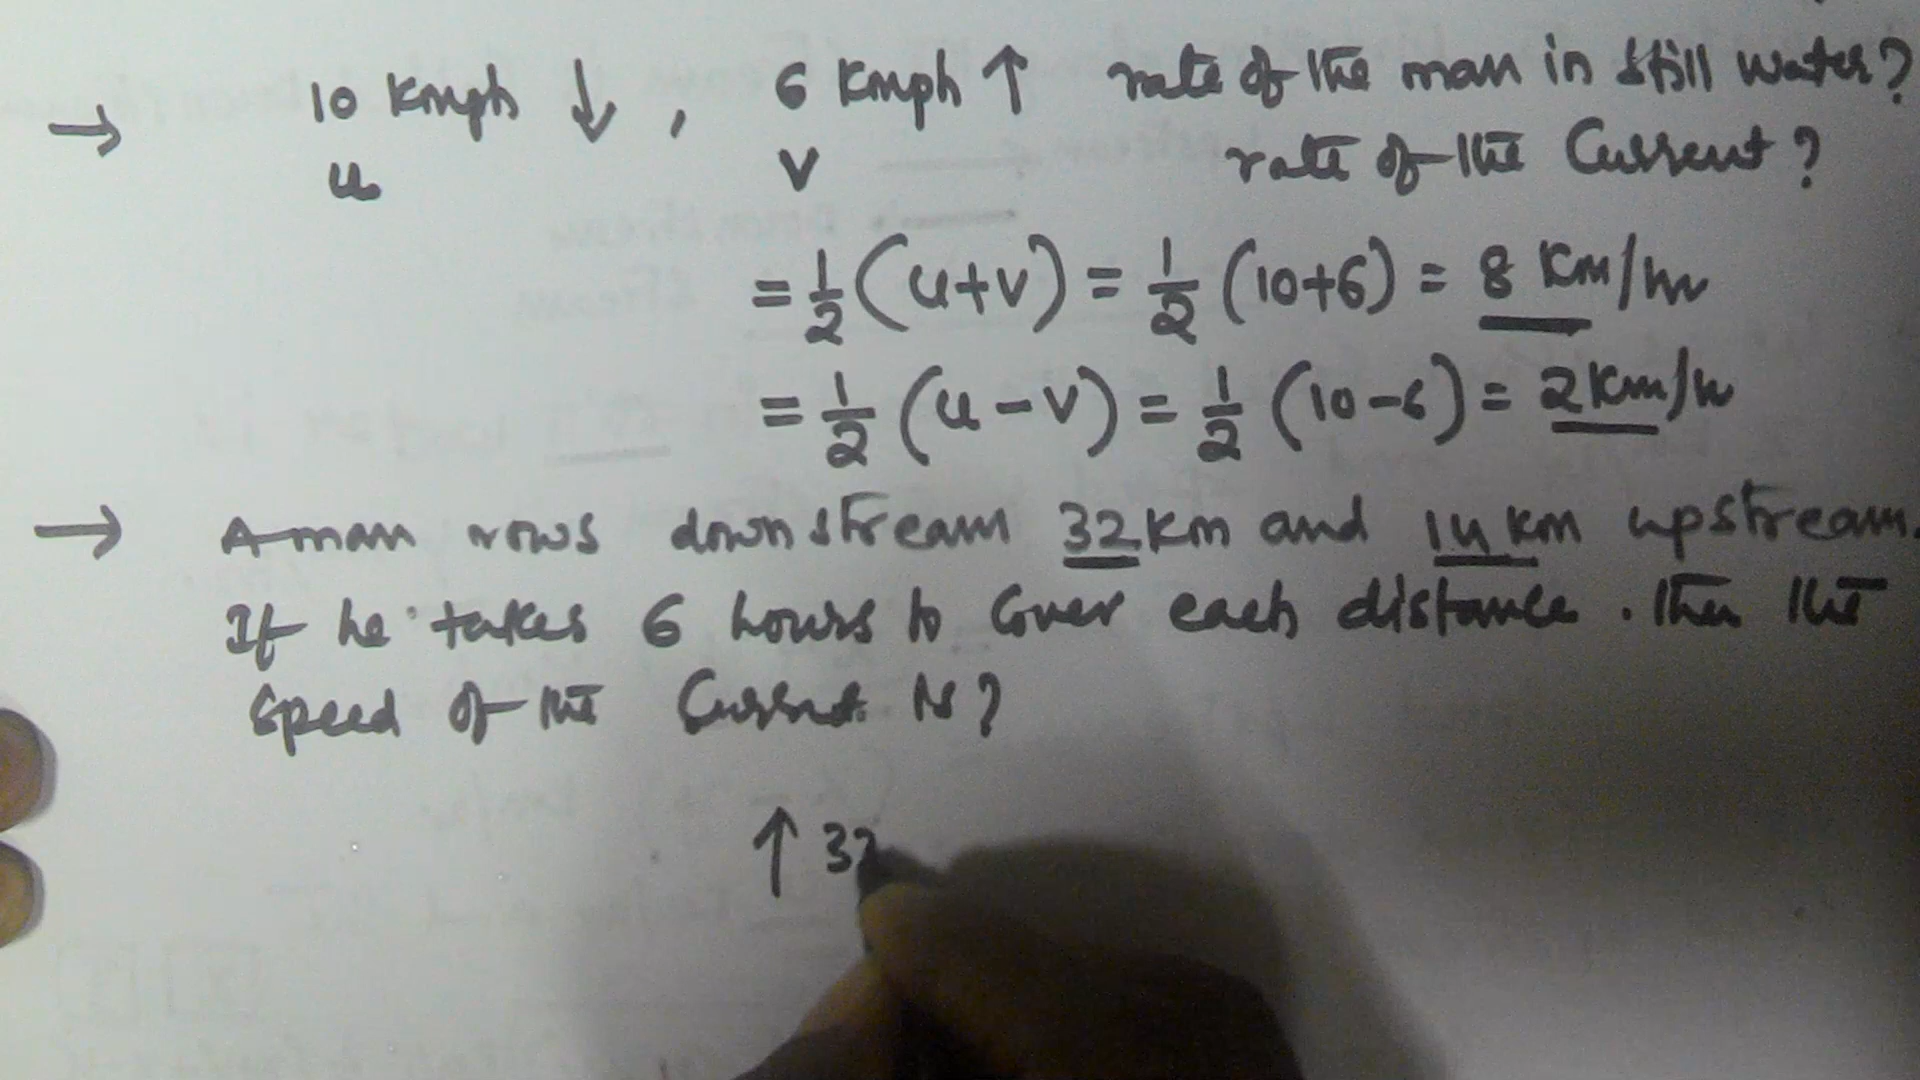 → 10 Kmph ↓, 6 Kmph ↑ rate of the man in still water?
u v rate of the Current?
= 1/2 (u+v) = 1/2 (10+6) = 8 Km/hr
= 1/2 (u-v) = 1/2 (10-6) = 2 Km/hr
→ A man rows downstream 32 km and 14 km upstream.
If he takes 6 hours to Cover each distance. Then the
Speed of the Current is?
↑ 32